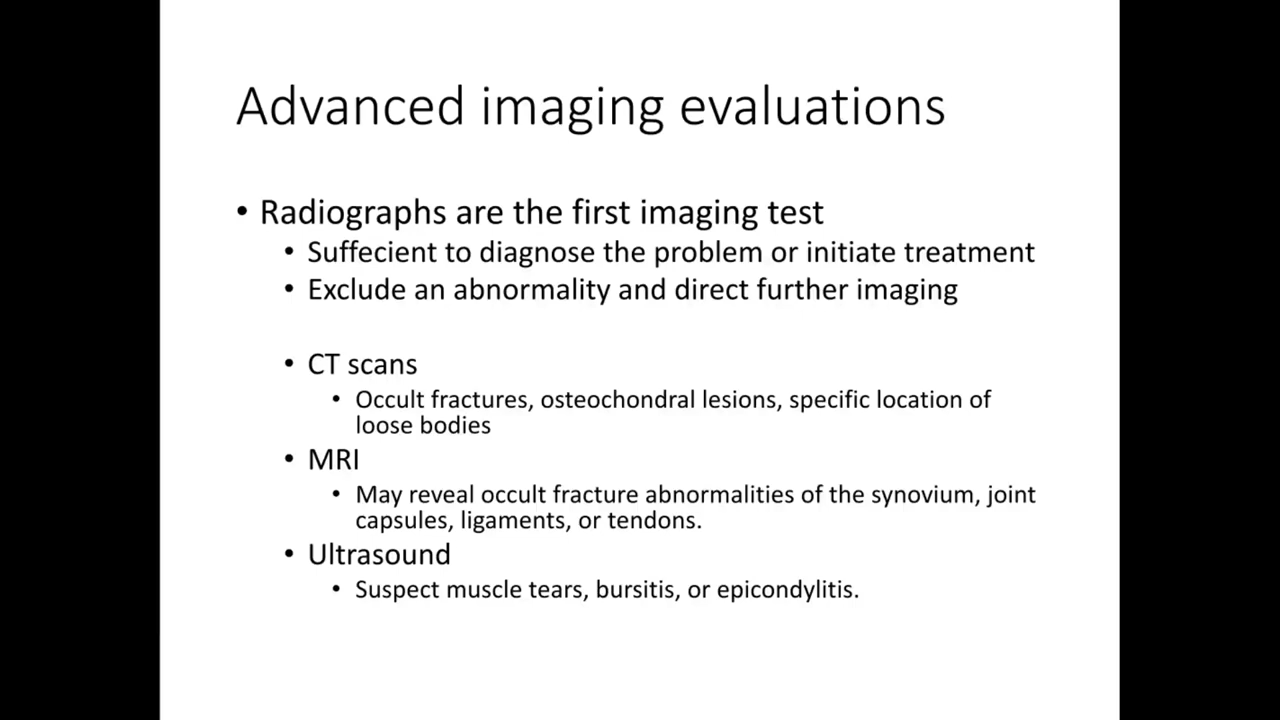 Advanced imaging evaluations
• Radiographs are the first imaging test
• Suffecient to diagnose the problem or initiate treatment
• Exclude an abnormality and direct further imaging
• CT scans
• Occult fractures, osteochondral lesions, specific location of
loose bodies
• MRI
• May reveal occult fracture abnormalities of the synovium, joint
capsules, ligaments, or tendons.
• Ultrasound
• Suspect muscle tears, bursitis, or epicondylitis.